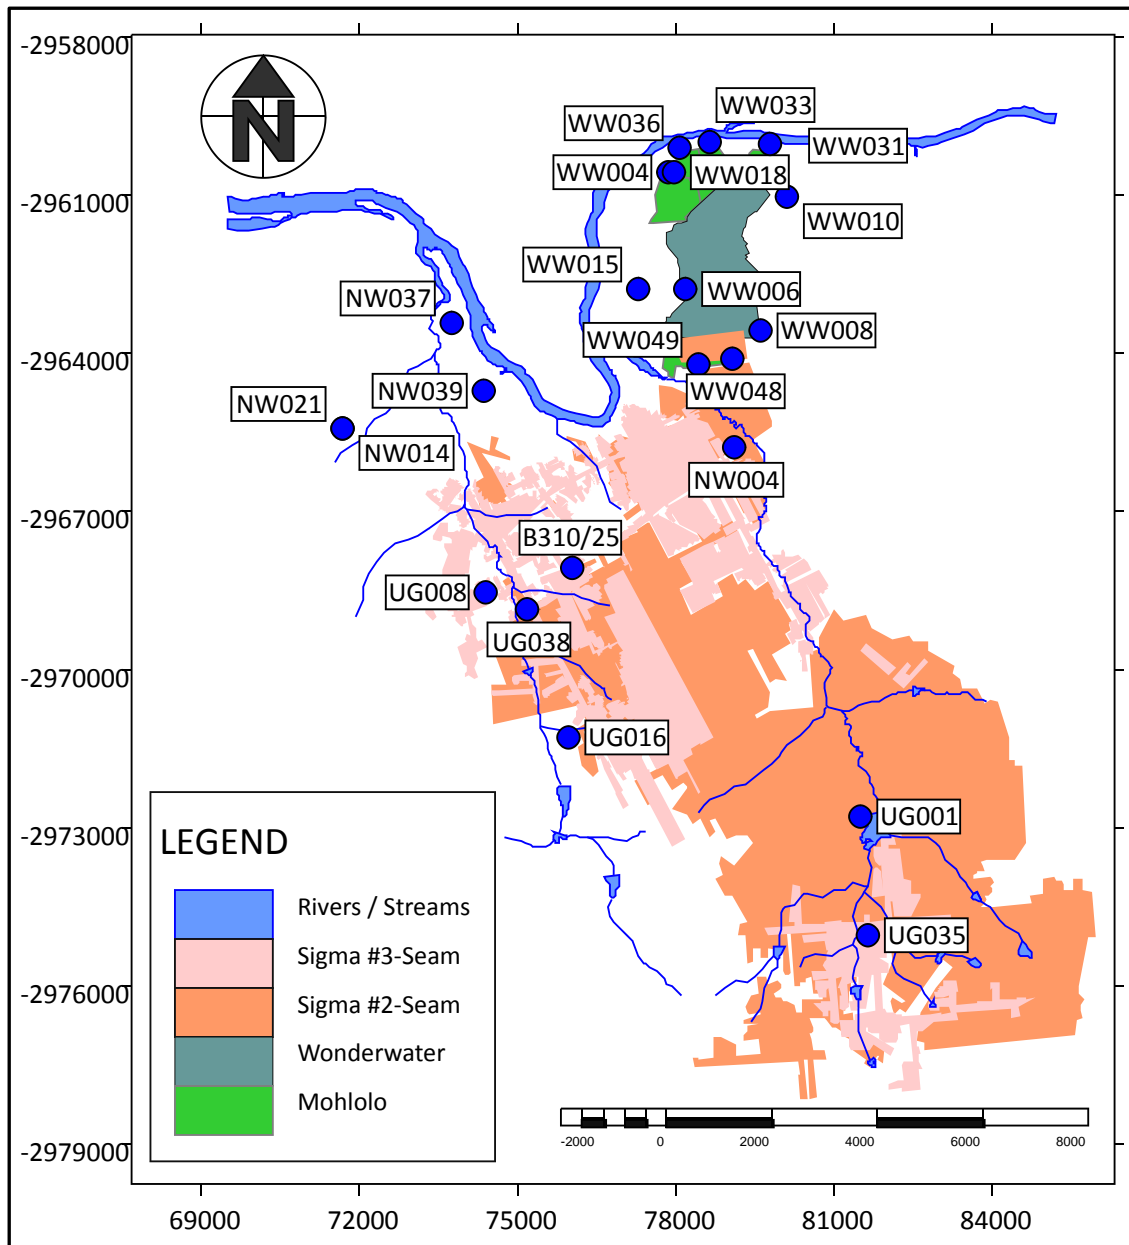 -2958000
N
WW033
WW036
WW031
WW004
WW018
-2961000
WW010
WW015
WW006
NW037
WW008
WW049
-2964000
NW039
WW048
NW021
NW014
NW004
-2967000
B310/25
UG008
UG038
-2970000
UG016
UG001
-2973000
LEGEND
Rivers / Streams
UG035
Sigma #3-Seam
-2976000
Sigma #2-Seam
Wonderwater
Mohlolo
-2000 0 2000 4000 6000 8000
-2979000
69000 72000 75000 78000 81000 84000